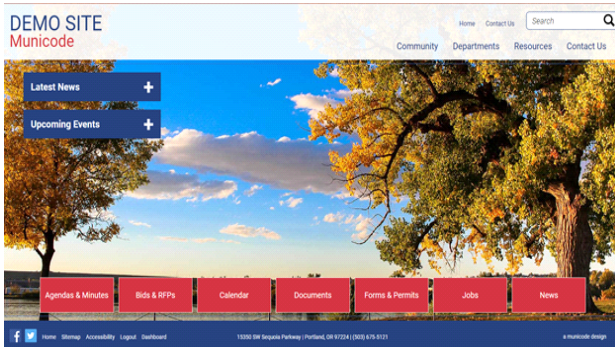 DEMO SITE
Municode
Home Contact Us Search
Community Departments Resources Contact Us
Latest News +
Upcoming Events +
Agendas & Minutes Bids & RFPs Calendar Documents Forms & Permits Jobs News
Home Sitemap Accessibility Logout Dashboard 13350 SW Sequoia Parkway | Portland, OR 97224 | (503) 675-5121 a municode design